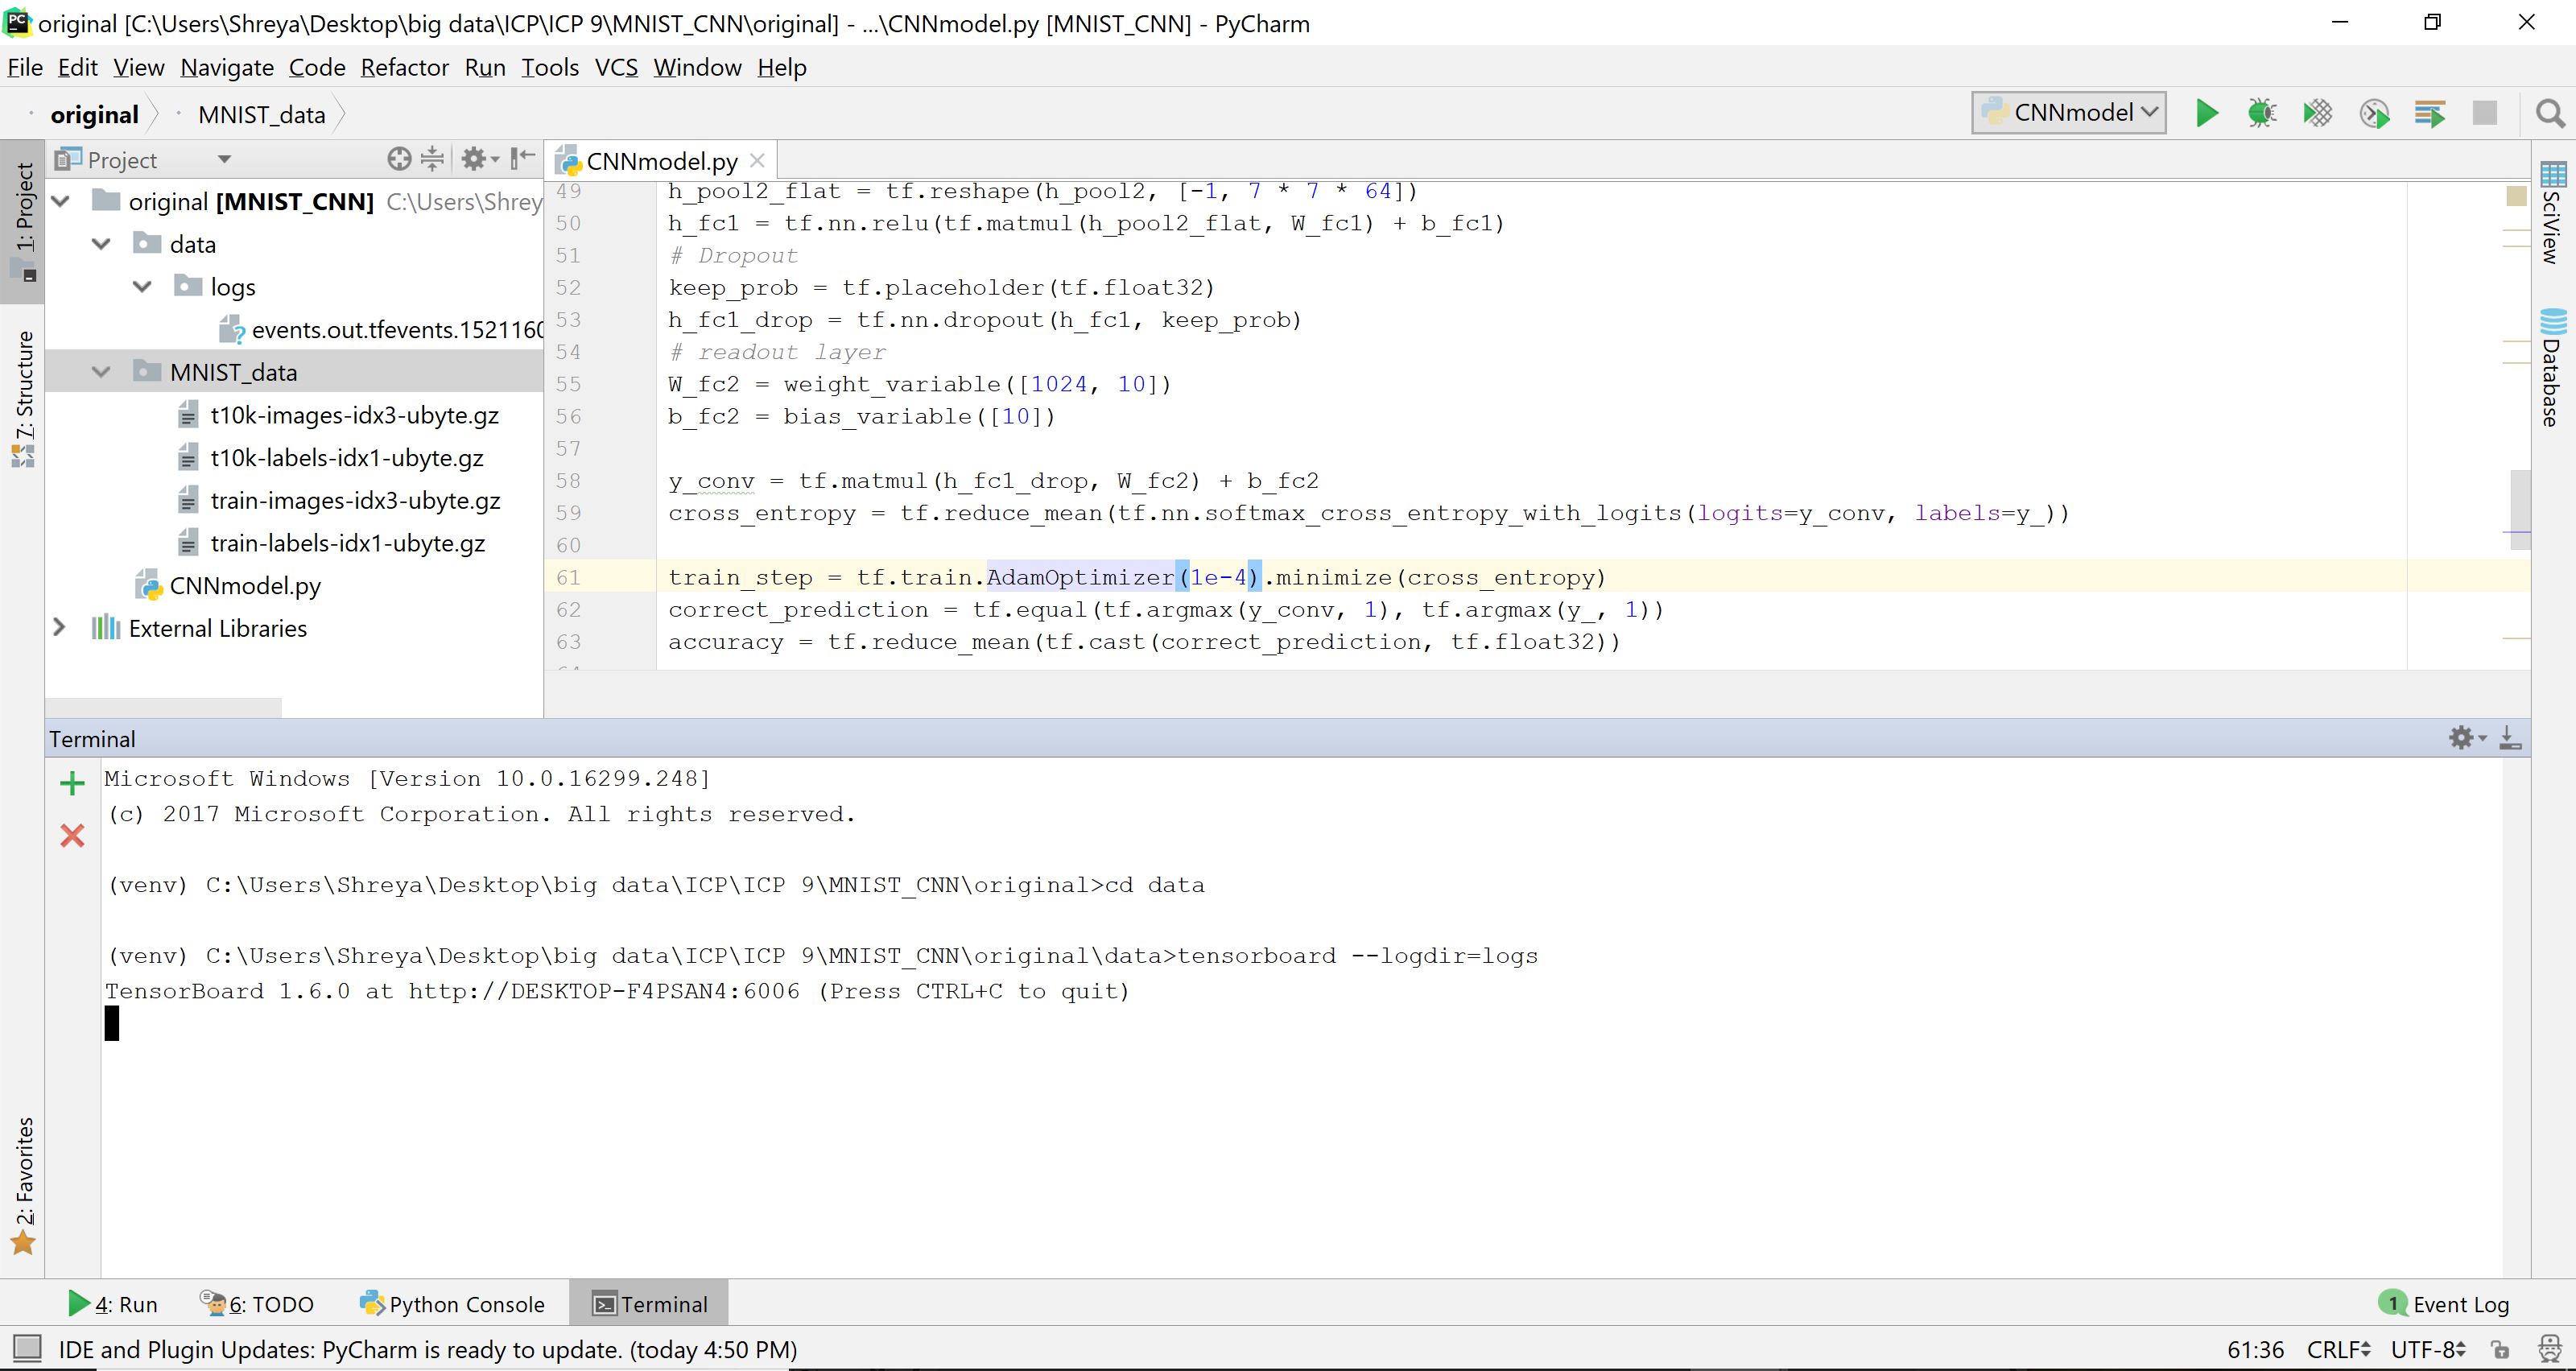 original [C:\Users\Shreya\Desktop\big data\ICP\ICP 9\MNIST_CNN\original] - ...\CNNmodel.py [MNIST_CNN] - PyCharm
File Edit View Navigate Code Refactor Run Tools VCS Window Help
original MNIST_data
CNNmodel
1: Project
7: Structure
2: Favorites
Project
original [MNIST_CNN] C:\Users\Shrey
data
logs
events.out.tfevents.1521160
MNIST_data
t10k-images-idx3-ubyte.gz
t10k-labels-idx1-ubyte.gz
train-images-idx3-ubyte.gz
train-labels-idx1-ubyte.gz
CNNmodel.py
External Libraries
CNNmodel.py
49 h_pool2_flat = tf.reshape(h_pool2, [-1, 7 * 7 * 64])
50 h_fc1 = tf.nn.relu(tf.matmul(h_pool2_flat, W_fc1) + b_fc1)
51 # Dropout
52 keep_prob = tf.placeholder(tf.float32)
53 h_fc1_drop = tf.nn.dropout(h_fc1, keep_prob)
54 # readout layer
55 W_fc2 = weight_variable([1024, 10])
56 b_fc2 = bias_variable([10])
57
58 y_conv = tf.matmul(h_fc1_drop, W_fc2) + b_fc2
59 cross_entropy = tf.reduce_mean(tf.nn.softmax_cross_entropy_with_logits(logits=y_conv, labels=y_))
60
61 train_step = tf.train.AdamOptimizer(1e-4).minimize(cross_entropy)
62 correct_prediction = tf.equal(tf.argmax(y_conv, 1), tf.argmax(y_, 1))
63 accuracy = tf.reduce_mean(tf.cast(correct_prediction, tf.float32))
SciView
Database
Terminal
Microsoft Windows [Version 10.0.16299.248]
(c) 2017 Microsoft Corporation. All rights reserved.
(venv) C:\Users\Shreya\Desktop\big data\ICP\ICP 9\MNIST_CNN\original>cd data
(venv) C:\Users\Shreya\Desktop\big data\ICP\ICP 9\MNIST_CNN\original\data>tensorboard --logdir=logs
TensorBoard 1.6.0 at http://DESKTOP-F4PSAN4:6006 (Press CTRL+C to quit)
4: Run 6: TODO Python Console Terminal 1 Event Log
IDE and Plugin Updates: PyCharm is ready to update. (today 4:50 PM) 61:36 CRLF UTF-8